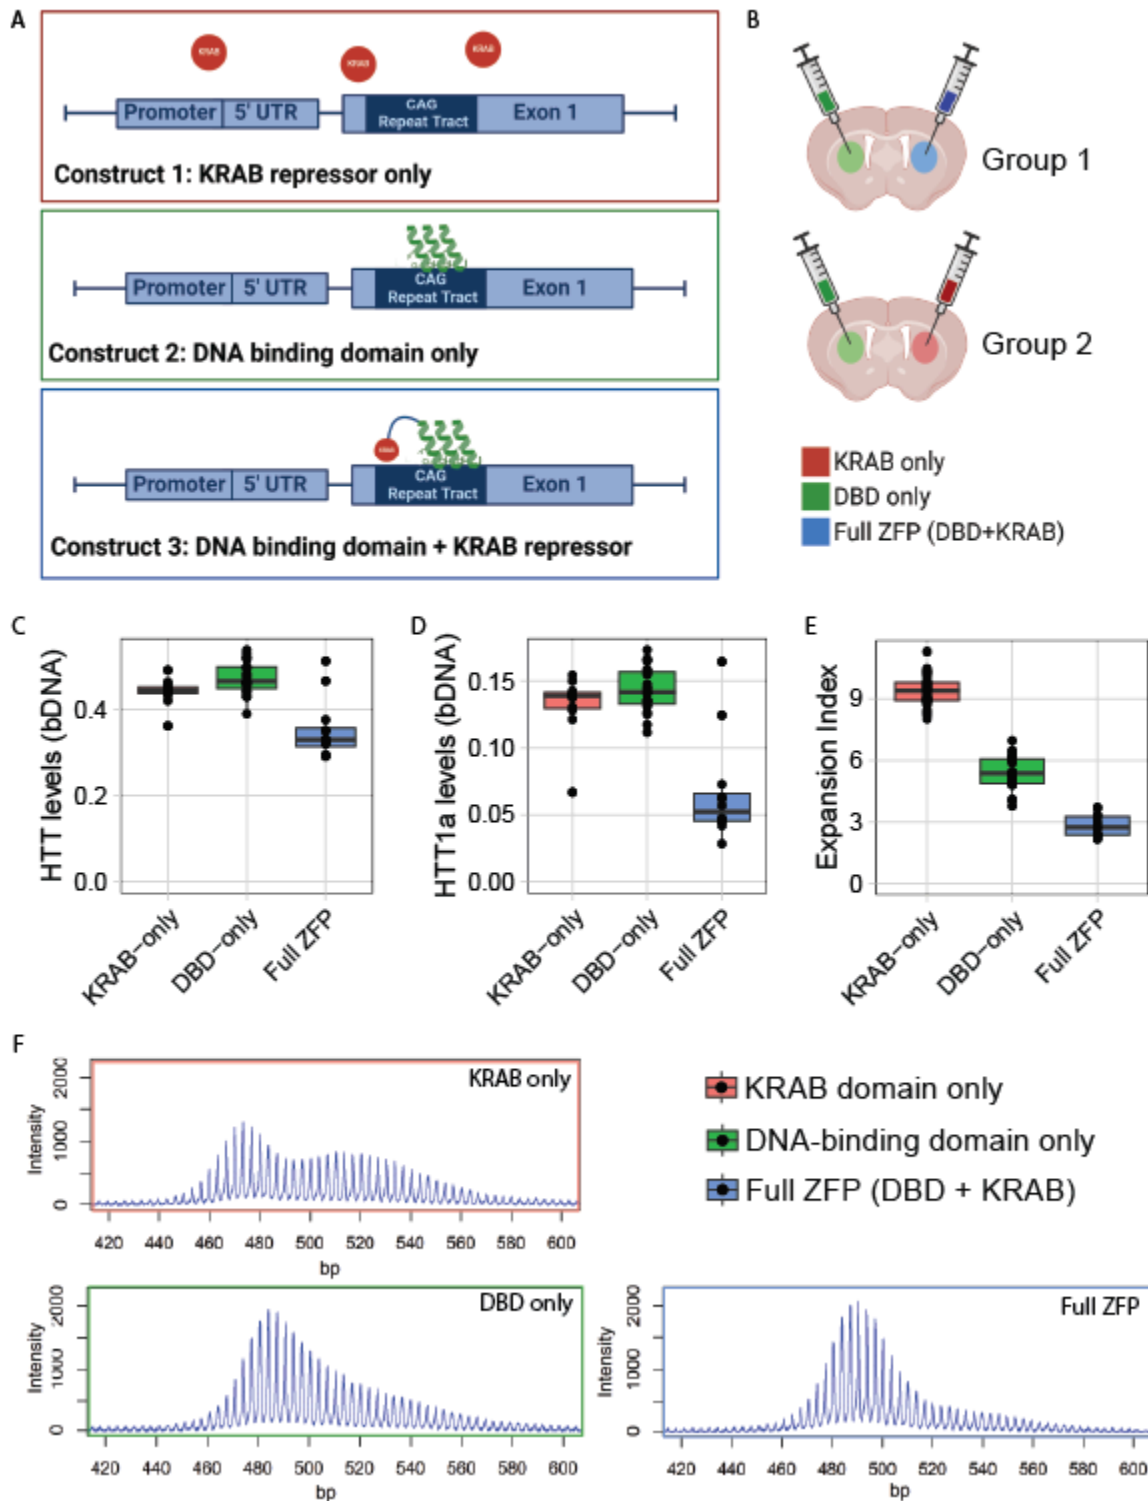 A
KRAB
KRAB
KRAB
Promoter
5' UTR
CAG
Repeat Tract
Exon 1
Construct 1: KRAB repressor only
Promoter
5' UTR
CAG
Repeat Tract
Exon 1
Construct 2: DNA binding domain only
KRAB
Promoter
5' UTR
CAG
Repeat Tract
Exon 1
Construct 3: DNA binding domain + KRAB repressor
B
Group 1
Group 2
KRAB only
DBD only
Full ZFP (DBD+KRAB)
C
HTT levels (bDNA)
0.4
0.2
0.0
KRAB-only
DBD-only
Full ZFP
D
HTT1a levels (bDNA)
0.15
0.10
0.05
0.00
KRAB-only
DBD-only
Full ZFP
E
Expansion Index
9
6
3
0
KRAB-only
DBD-only
Full ZFP
F
KRAB only
Intensity
2000
1000
0
420 440 460 480 500 520 540 560 580 600
bp
KRAB domain only
DNA-binding domain only
Full ZFP (DBD + KRAB)
DBD only
Intensity
2000
1000
0
420 440 460 480 500 520 540 560 580 600
bp
Full ZFP
Intensity
2000
1000
0
420 440 460 480 500 520 540 560 580 600
bp